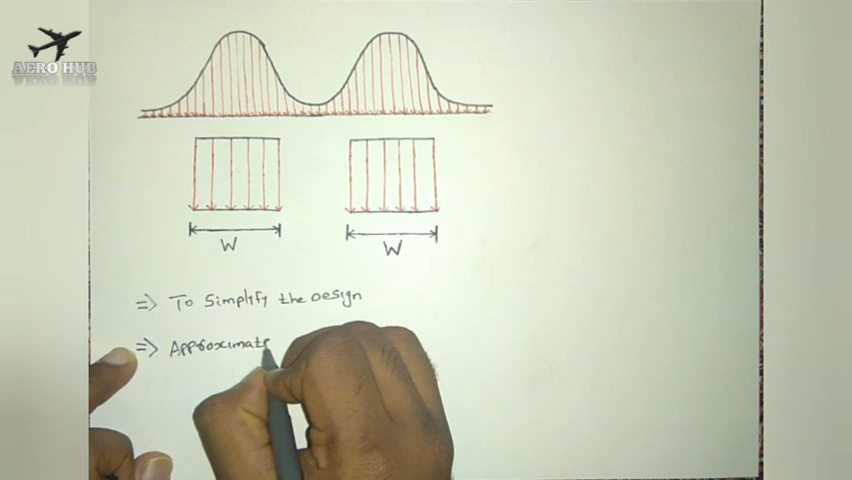 AERO HUB
W
W
=> To Simplify the Design
=> Approximate